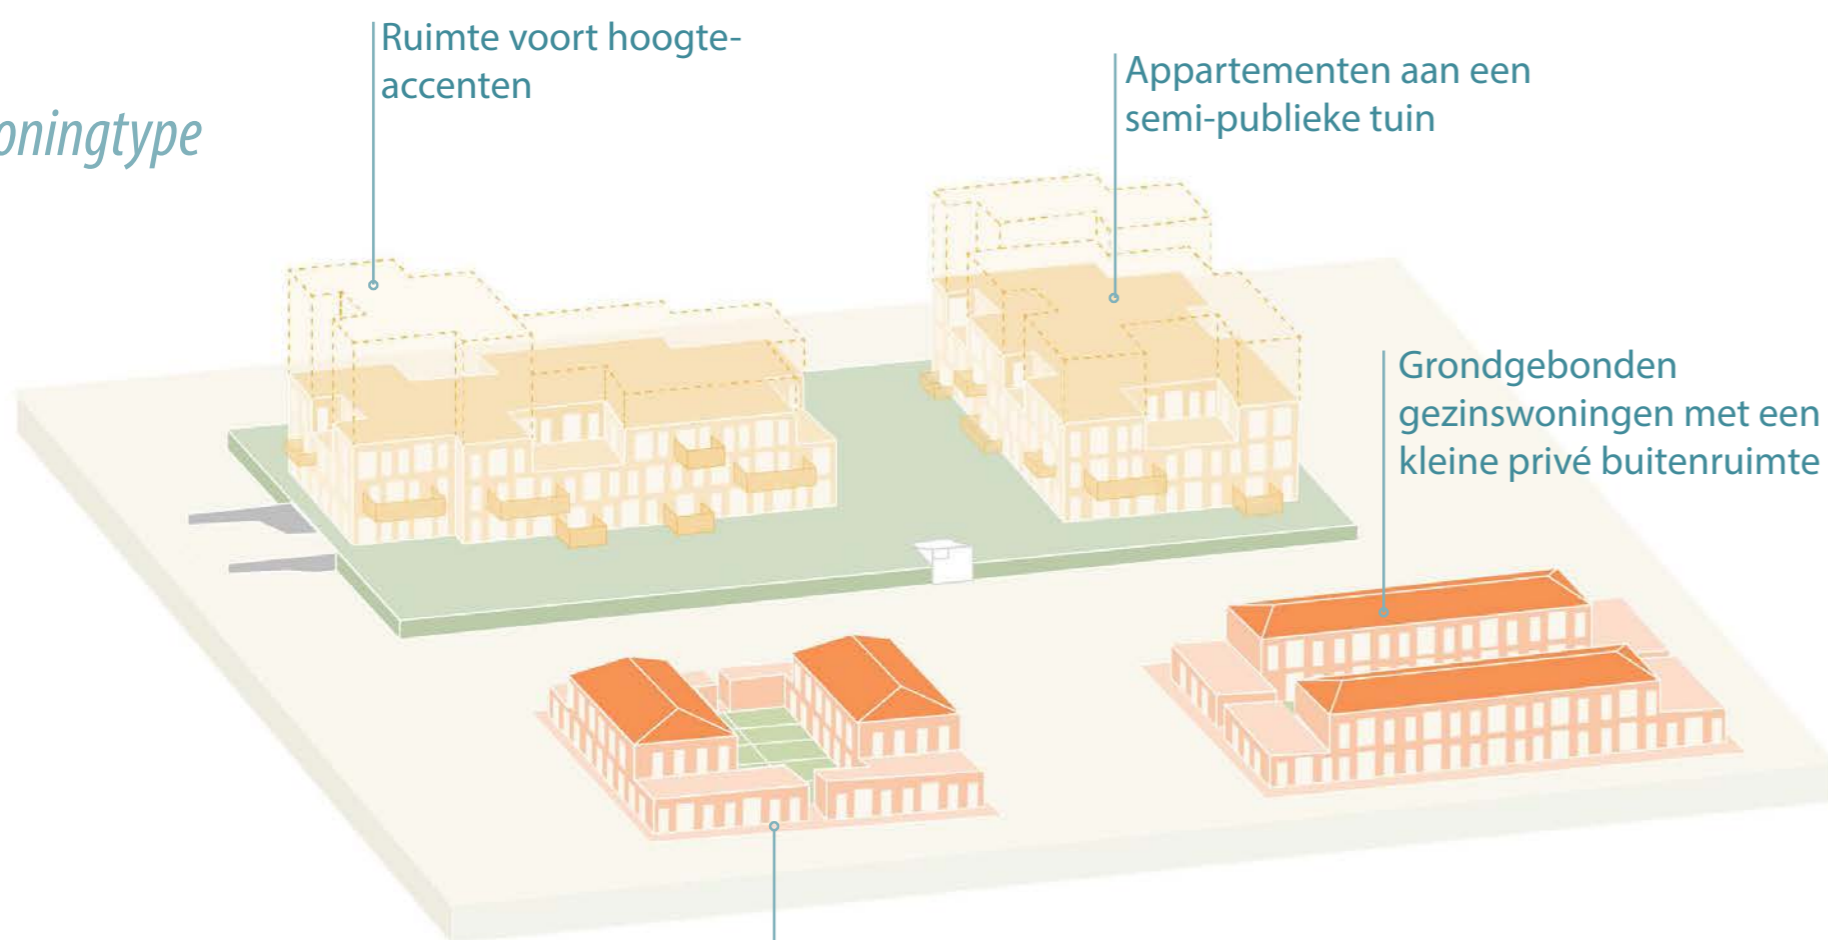 Ruimte voort hoogte-
accenten
oningtype
Appartementen aan een
semi-publieke tuin
Grondgebonden
gezinswoningen met een
kleine privé buitenruimte